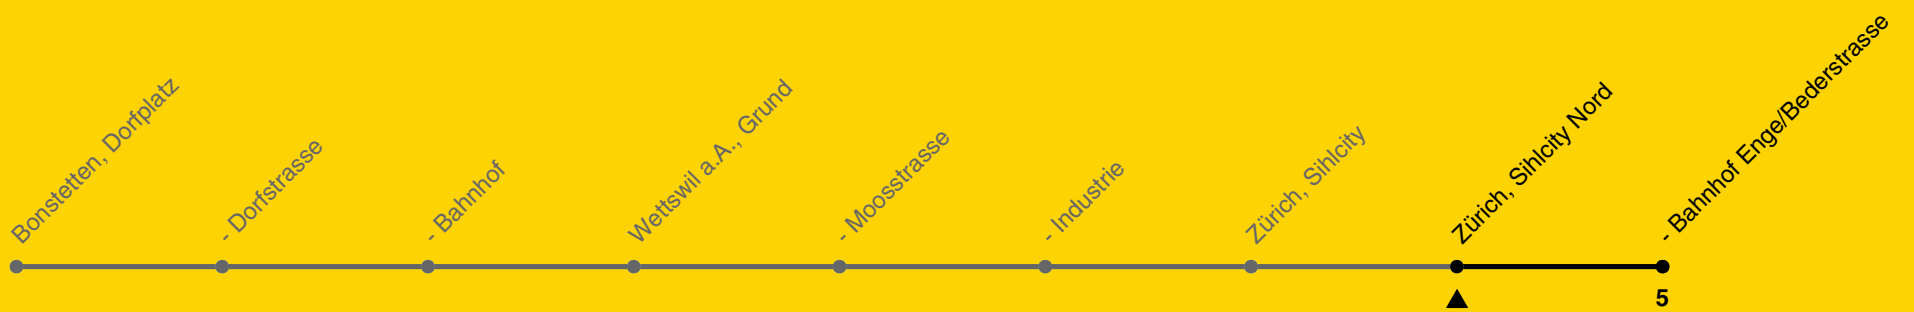 Bonstetten, Dorfplatz
- Dorfstrasse
- Bahnhof
Wettswil a.A., Grund
- Moosstrasse
- Industrie
Zürich, Sihlcity
Zürich, Sihlcity Nord
- Bahnhof Enge/Bederstrasse
5